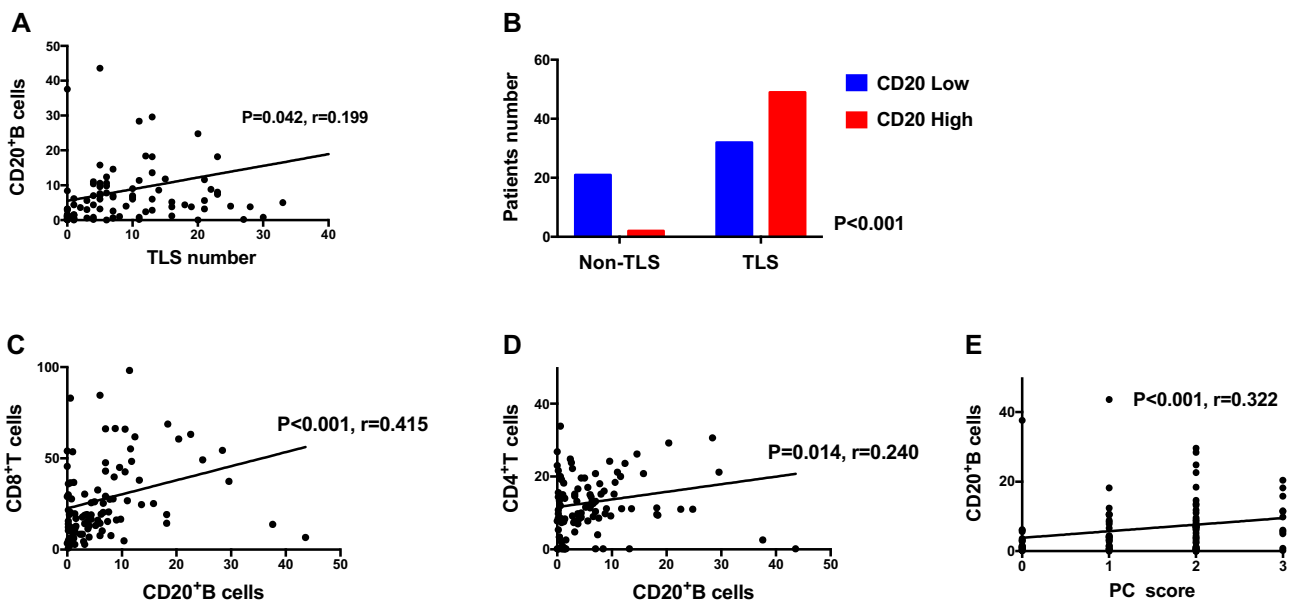 A
CD20⁺B cells
50
40
30
20
10
0
0 10 20 30 40
TLS number
P=0.042, r=0.199
B
Patients number
60
40
20
0
Non-TLS TLS
CD20 Low
CD20 High
P<0.001
C
CD8⁺T cells
100
50
0
0 10 20 30 40 50
CD20⁺B cells
P<0.001, r=0.415
D
CD4⁺T cells
40
20
0
0 10 20 30 40 50
CD20⁺B cells
P=0.014, r=0.240
E
CD20⁺B cells
40
20
0
0 1 2 3
PC score
P<0.001, r=0.322